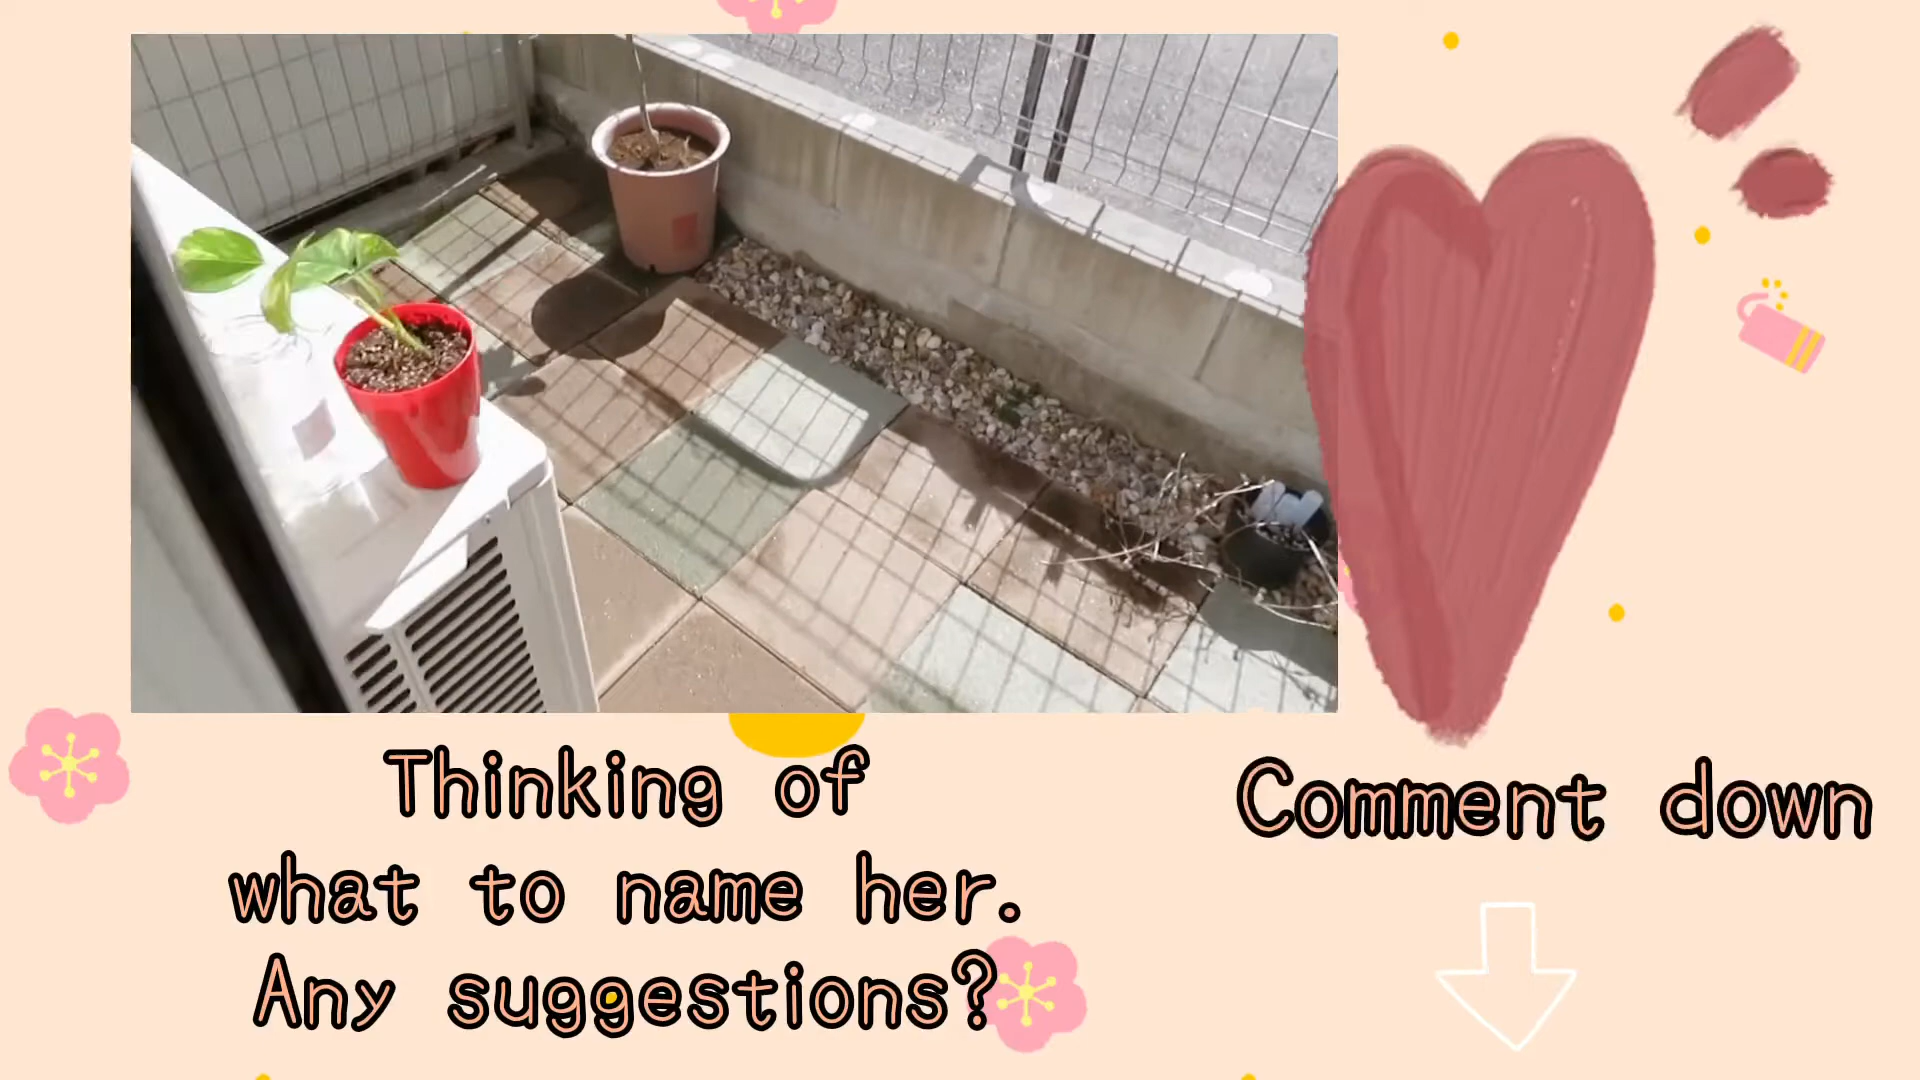 Thinking of
what to name her.
Any suggestions?
Comment down